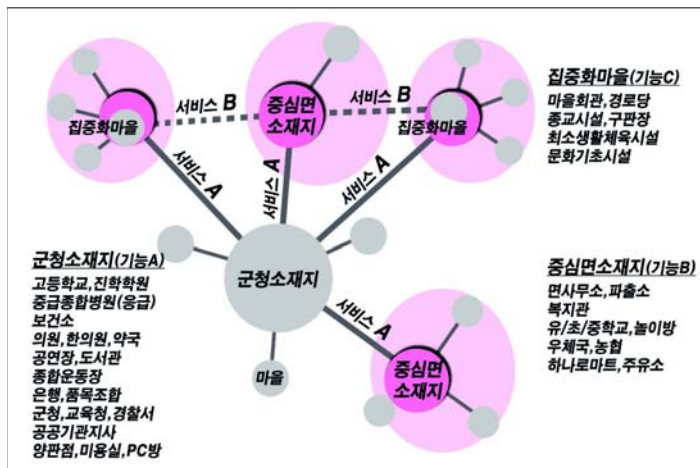 서비스 B
중심면
소재지
서비스 B
집중화마을
집중화마을
집중화마을(기능C)
마을회관,경로당
종교시설,구판장
최소생활체육시설
문화기초시설
서비스 A
서비스 A
서비스 A
군청소재지
서비스 A
중심면
소재지
마을
군청소재지(기능A)
고등학교,진학학원
중급종합병원(응급)
보건소
의원,한의원,약국
공연장,도서관
종합운동장
은행,품목조합
군청,교육청,경찰서
공공기관지사
양판점,미용실,PC방
중심면소재지(기능B)
면사무소,파출소
복지관
유/초/중학교,놀이방
우체국,농협
하나로마트,주유소